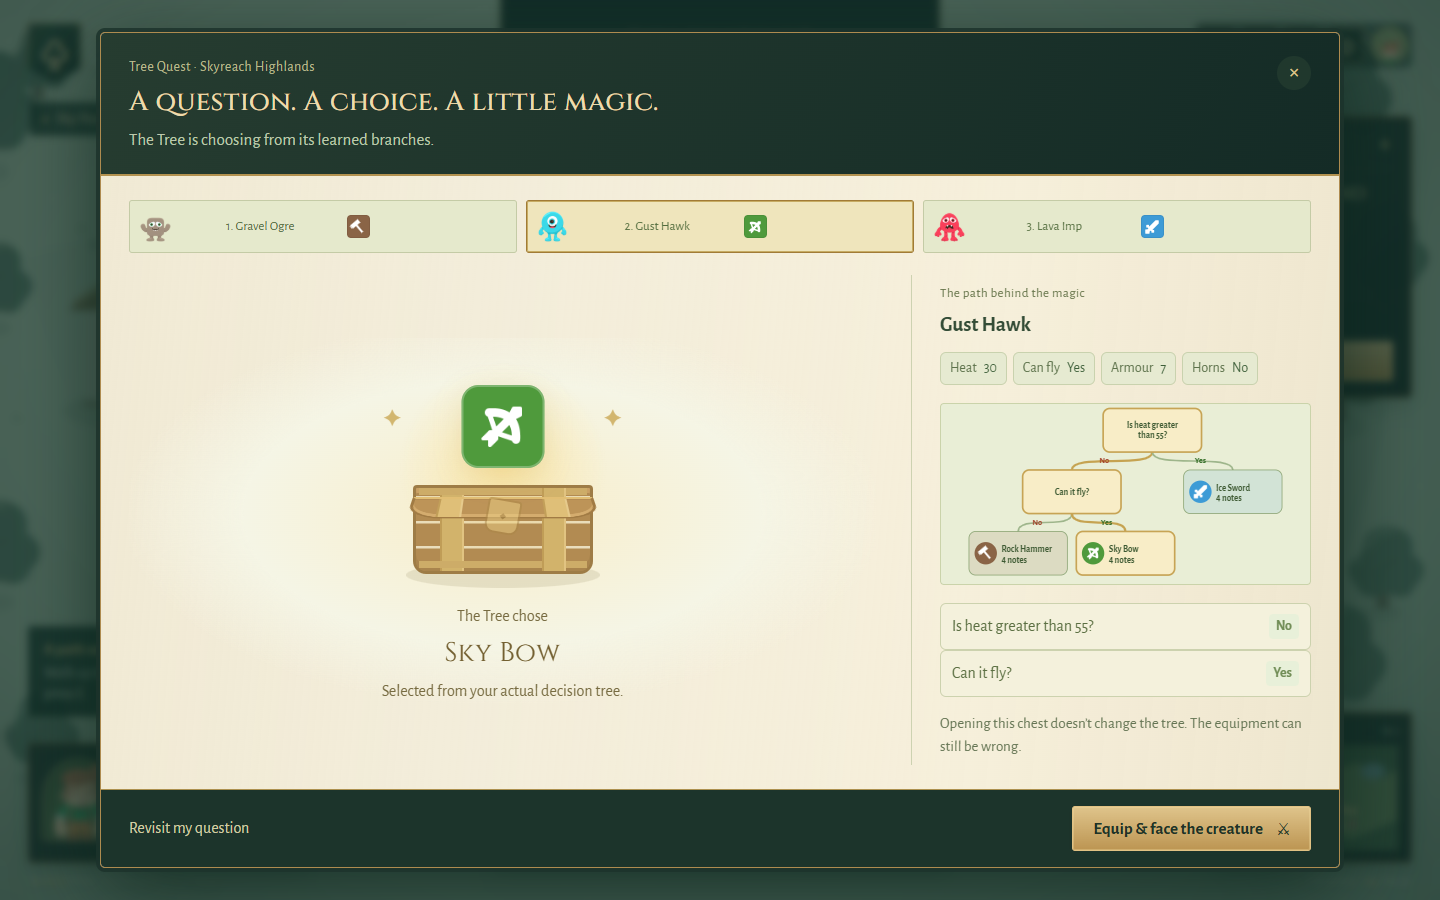 Tree Quest · Skyreach Highlands
A question. A choice. A little magic.
The Tree is choosing from its learned branches.
×
1. Gravel Ogre
2. Gust Hawk
3. Lava Imp
The Tree chose
Sky Bow
Selected from your actual decision tree.
The path behind the magic
Gust Hawk
Heat 30
Can fly Yes
Armour 7
Horns No
Is heat greater
than 55?
No
Yes
Can it fly?
Ice Sword
4 notes
No
Yes
Rock Hammer
4 notes
Sky Bow
4 notes
Is heat greater than 55? No
Can it fly? Yes
Opening this chest doesn't change the tree. The equipment can
still be wrong.
Revisit my question
Equip & face the creature ⚔